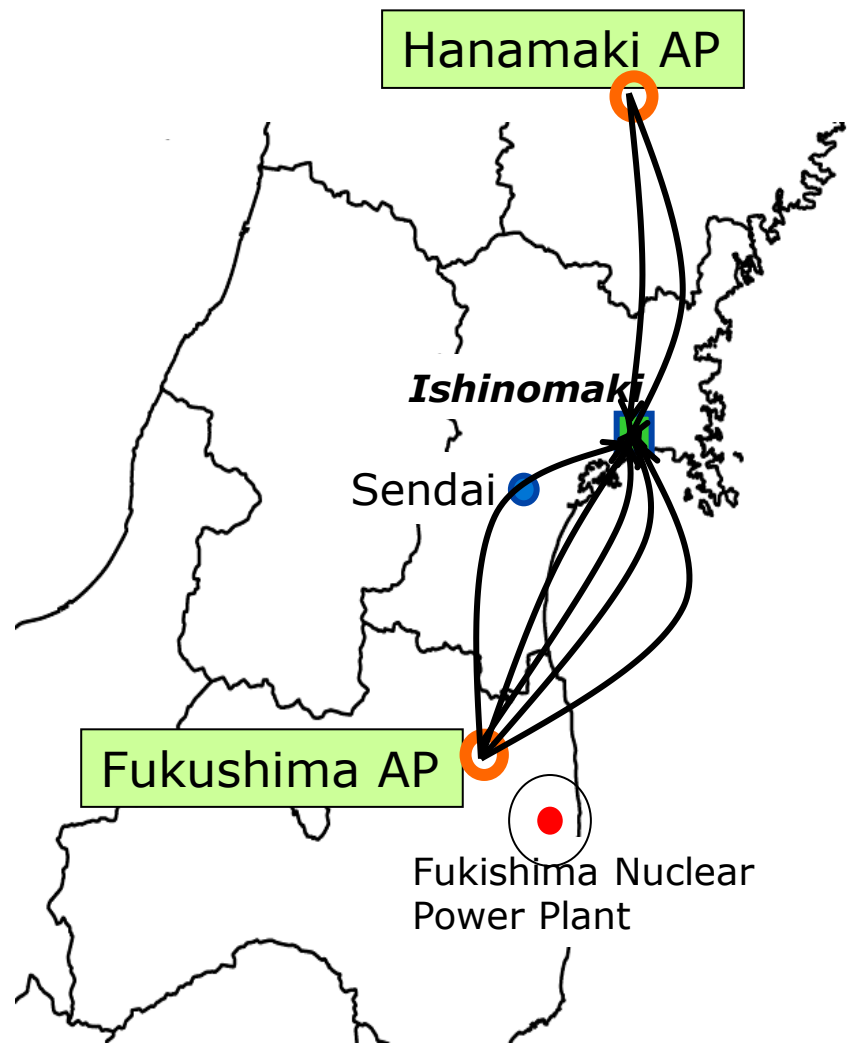 Hanamaki AP
Ishinomaki
Sendai
Fukushima AP
Fukishima Nuclear
Power Plant